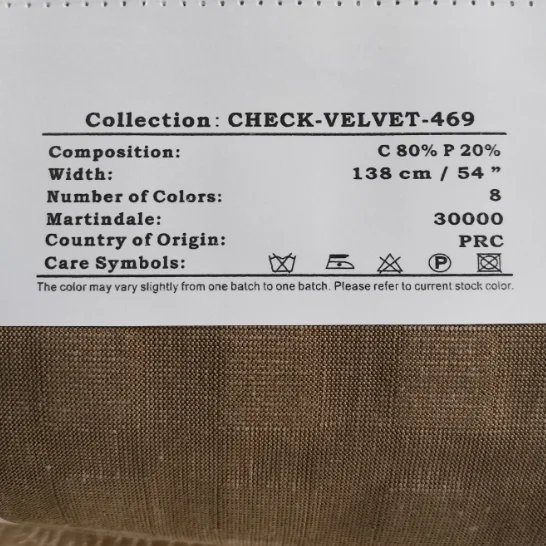 Collection: CHECK-VELVET-469
Composition: C 80% P 20%
Width: 138 cm / 54 ”
Number of Colors: 8
Martindale: 30000
Country of Origin: PRC
Care Symbols: P
The color may vary slightly from one batch to one batch. Please refer to current stock color.